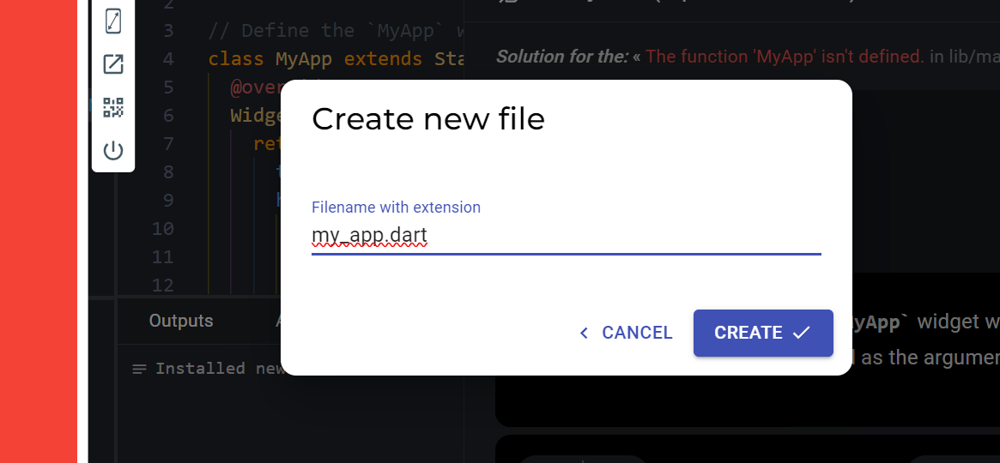 2
3 // Define the `MyApp` w
4 class MyApp extends Sta
5 @over
6 Widge
7 ret
8
9
10
11
12
Solution for the: « The function 'MyApp' isn't defined. in lib/ma
Create new file
Filename with extension
my_app.dart
CANCEL
CREATE
Outputs
Installed new
yApp` widget w
as the argumen